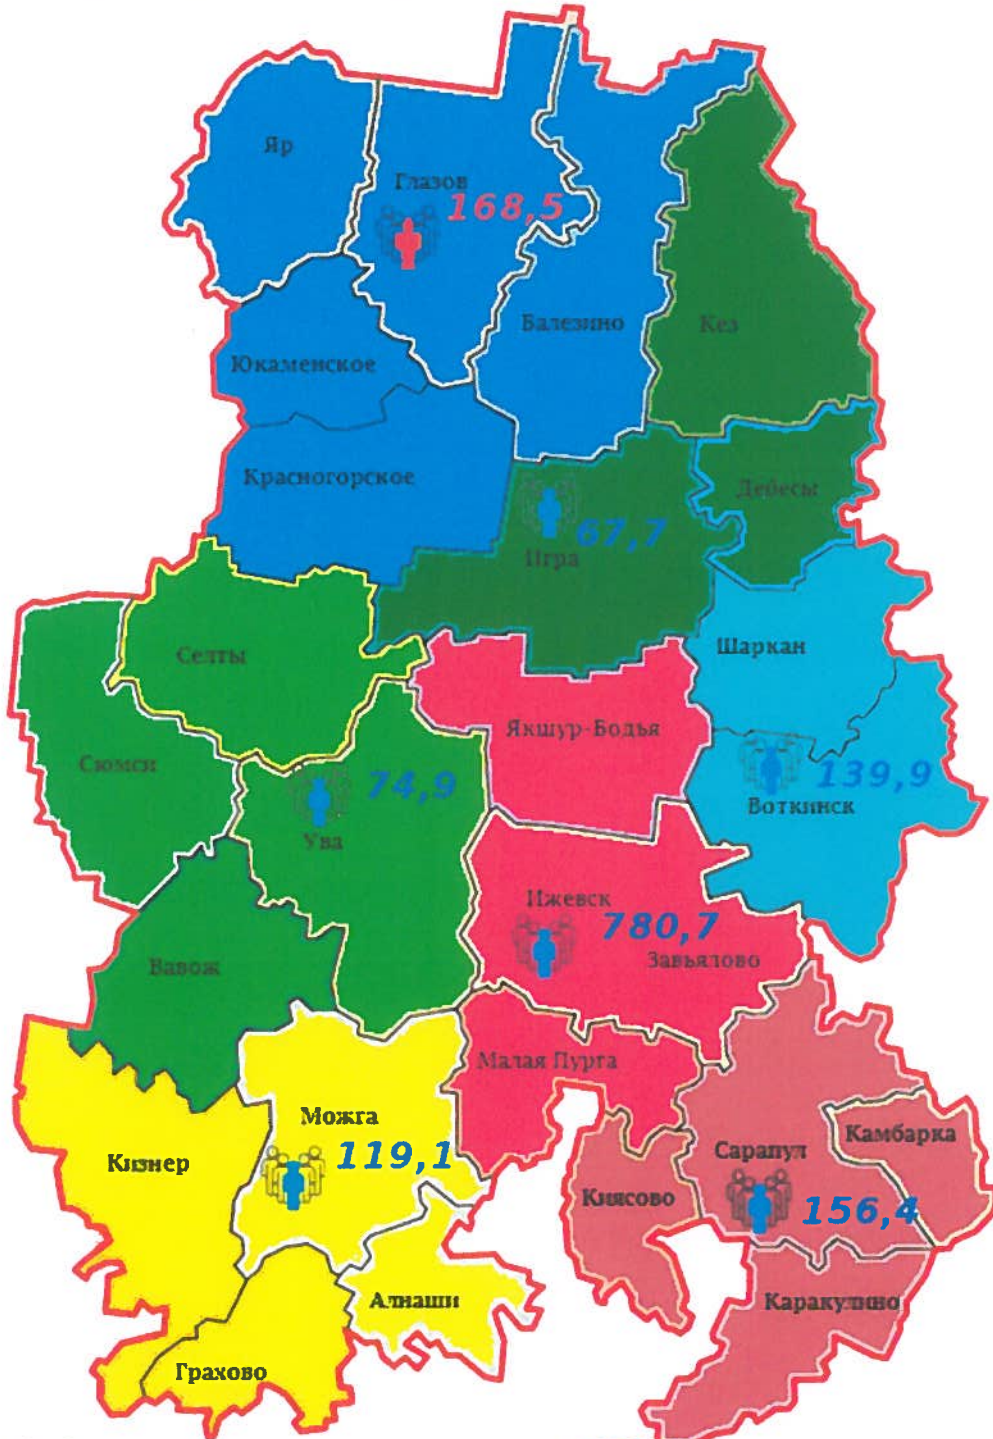 Яр
Глазов
168,5
Балезино
Кез
Юкаменское
Красногорское
Дебесы
67,7
Игра
Селты
Шаркан
Якшур-Бодья
Сюмси
74,9
139,9
Воткинск
Ува
Ижевск
780,7
Завьялово
Вавож
Малая Пурга
Можга
119,1
Кизнер
Сарапул
Камбарка
Киясово
156,4
Алнаши
Каракулино
Грахово